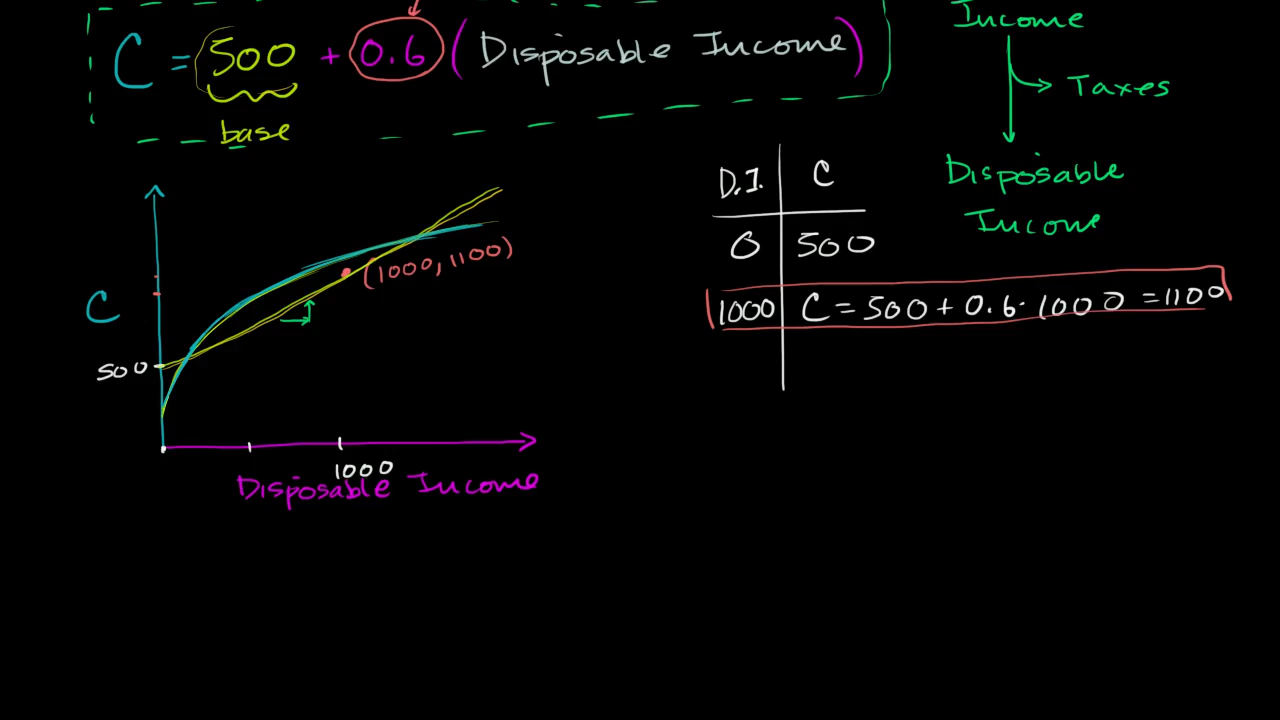 C = 500 + 0.6 (Disposable Income)
base
Income
Taxes
Disposable
Income
D.I. C
0 500
1000 C = 500 + 0.6 · 1000 = 1100
(1000, 1100)
C
500
1000
Disposable Income